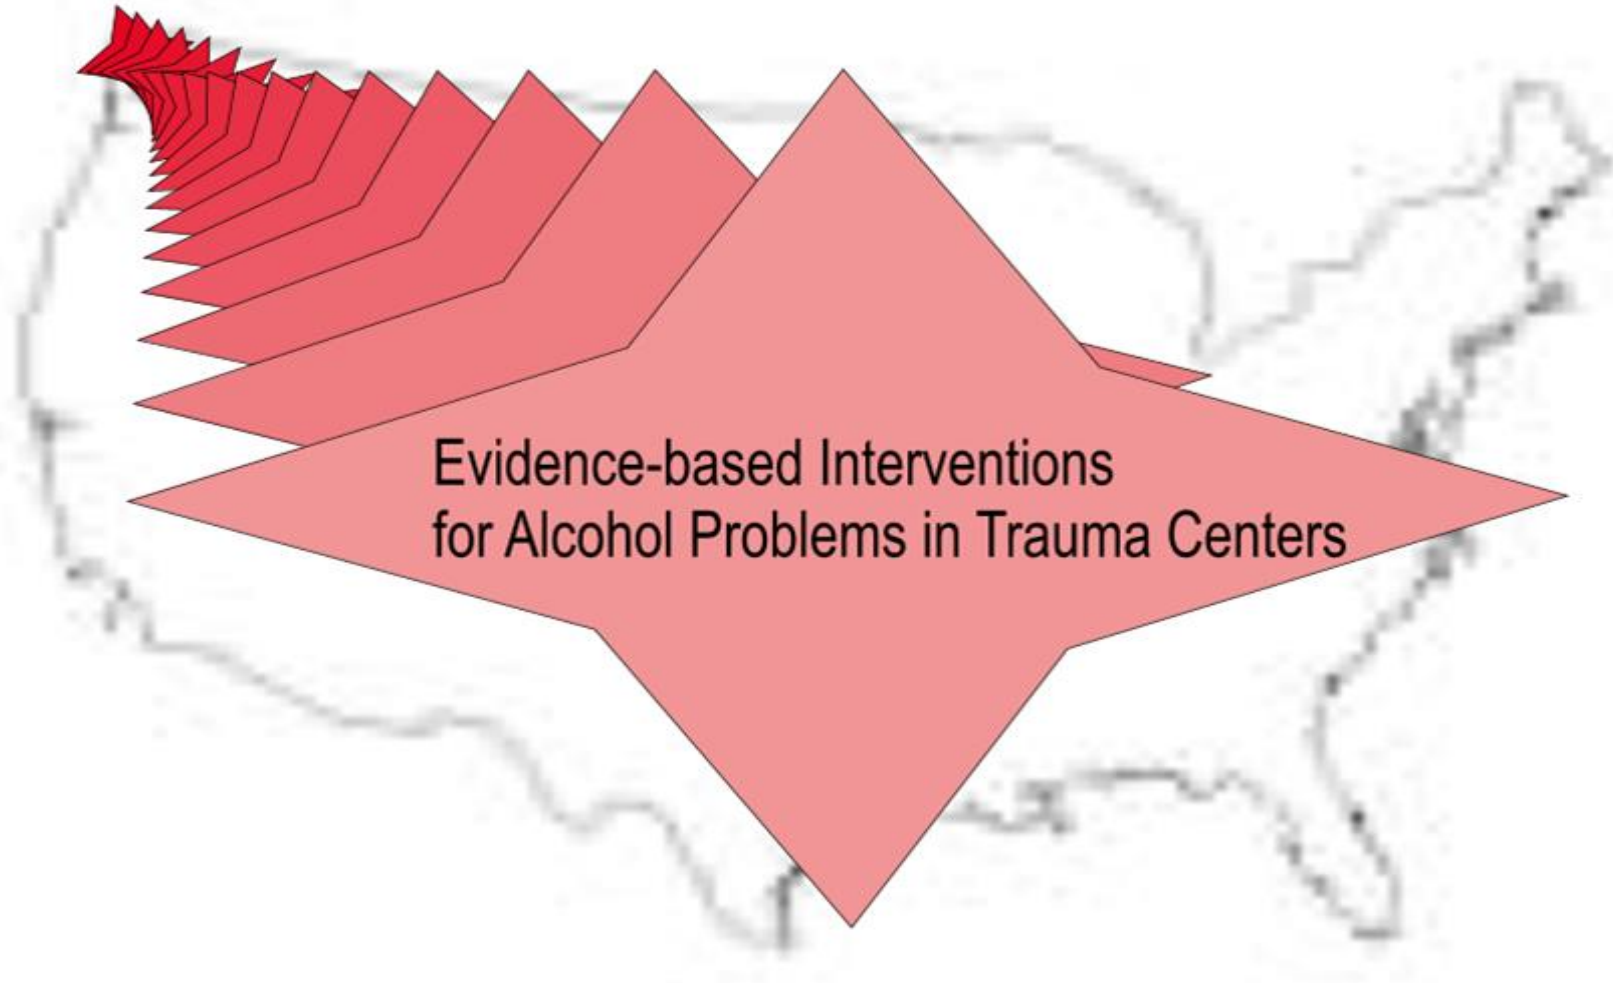 Evidence-based Interventions
for Alcohol Problems in Trauma Centers